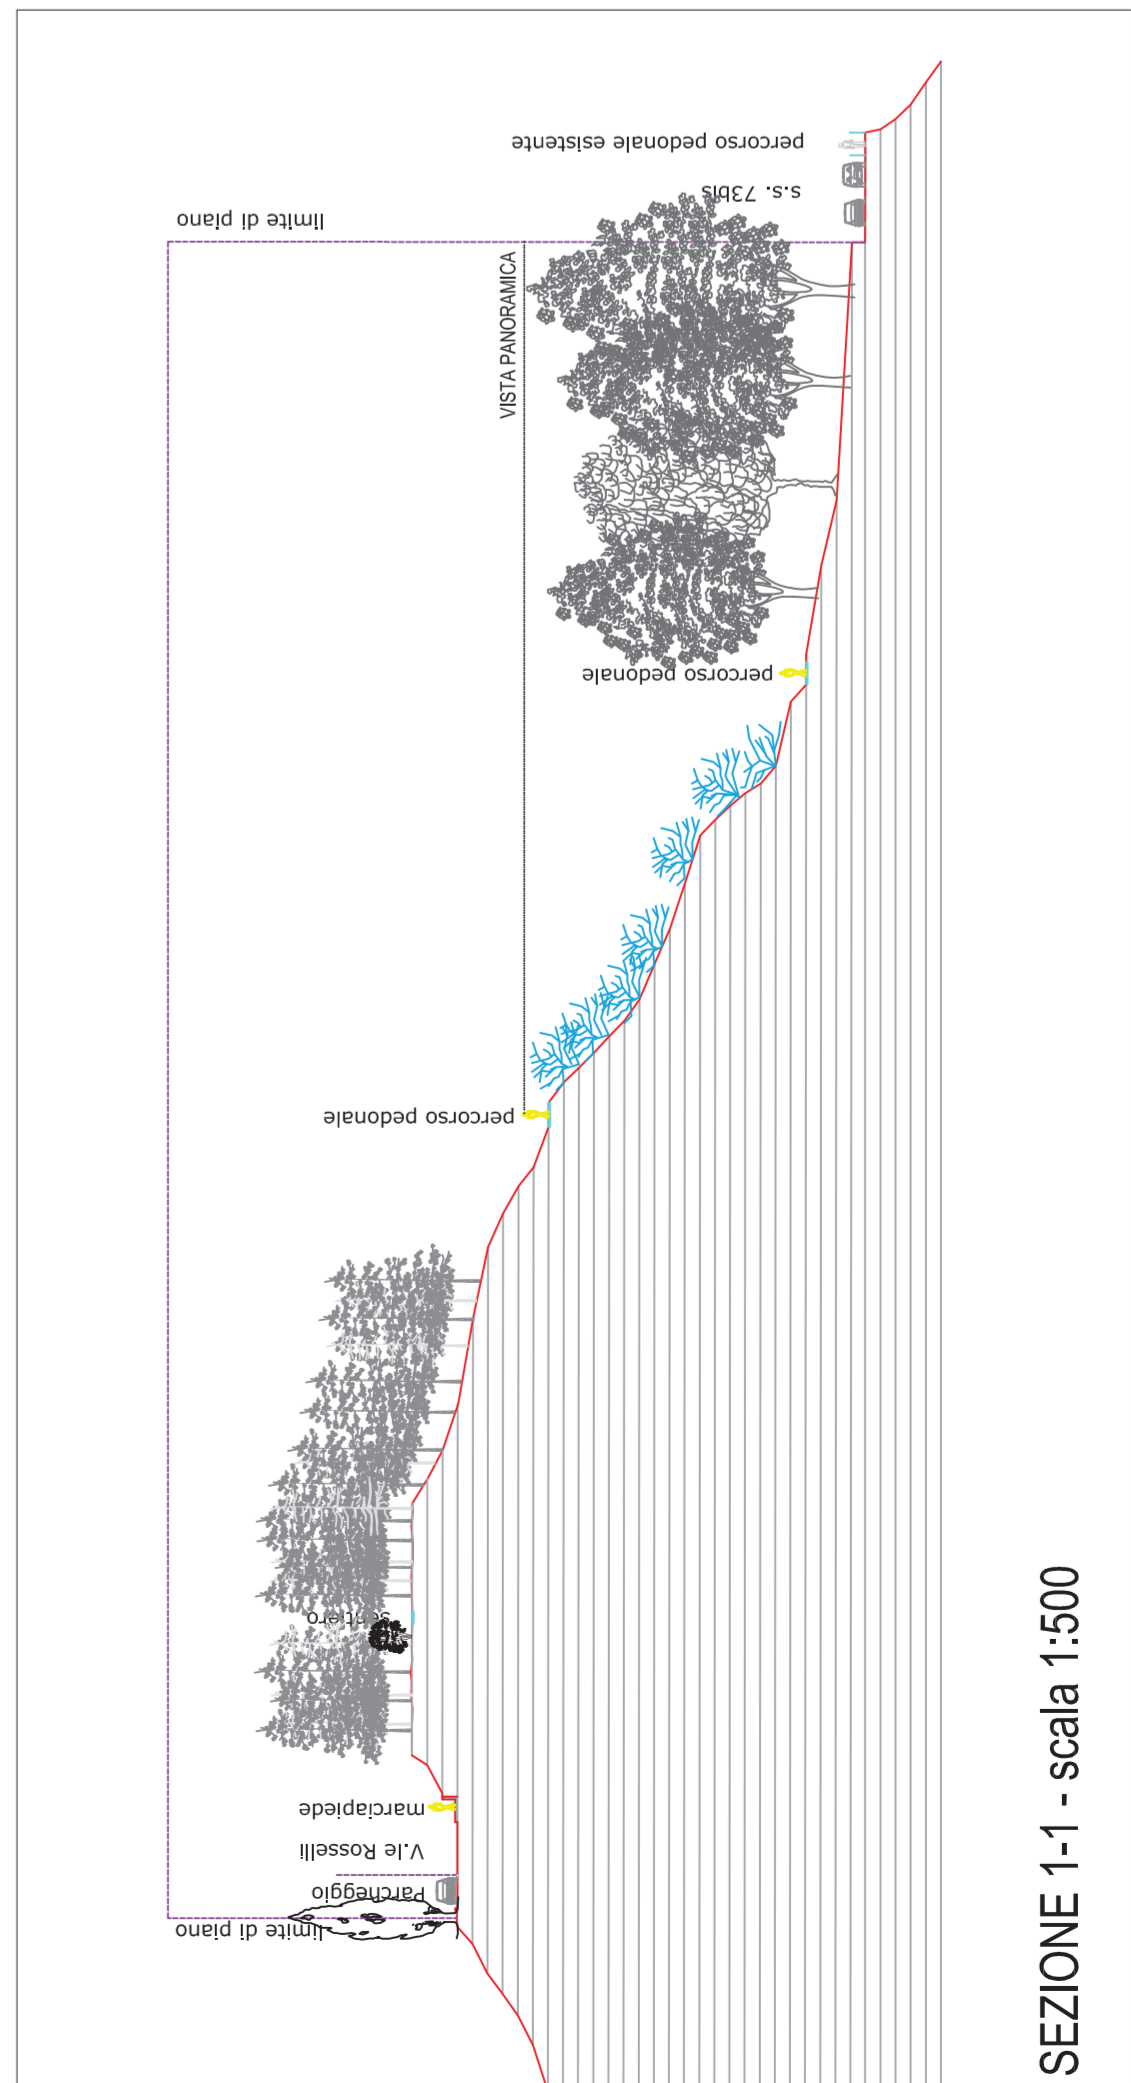 percorso pedonale esistente
s.s. 73bis
limite di piano
VISTA PANORAMICA
percorso pedonale
percorso pedonale
sentiero
marciapiede
V.le Rosselli
Parcheggio
limite di piano
SEZIONE 1-1 - scala 1:500